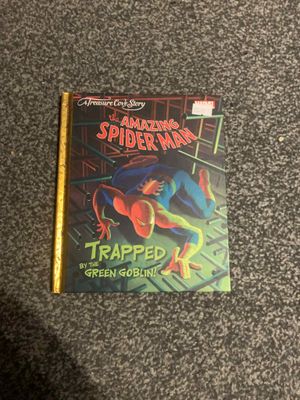 A Treasure Cove Story
the AMAZING
SPIDER-MAN
TRAPPED
BY THE
GREEN GOBLIN!